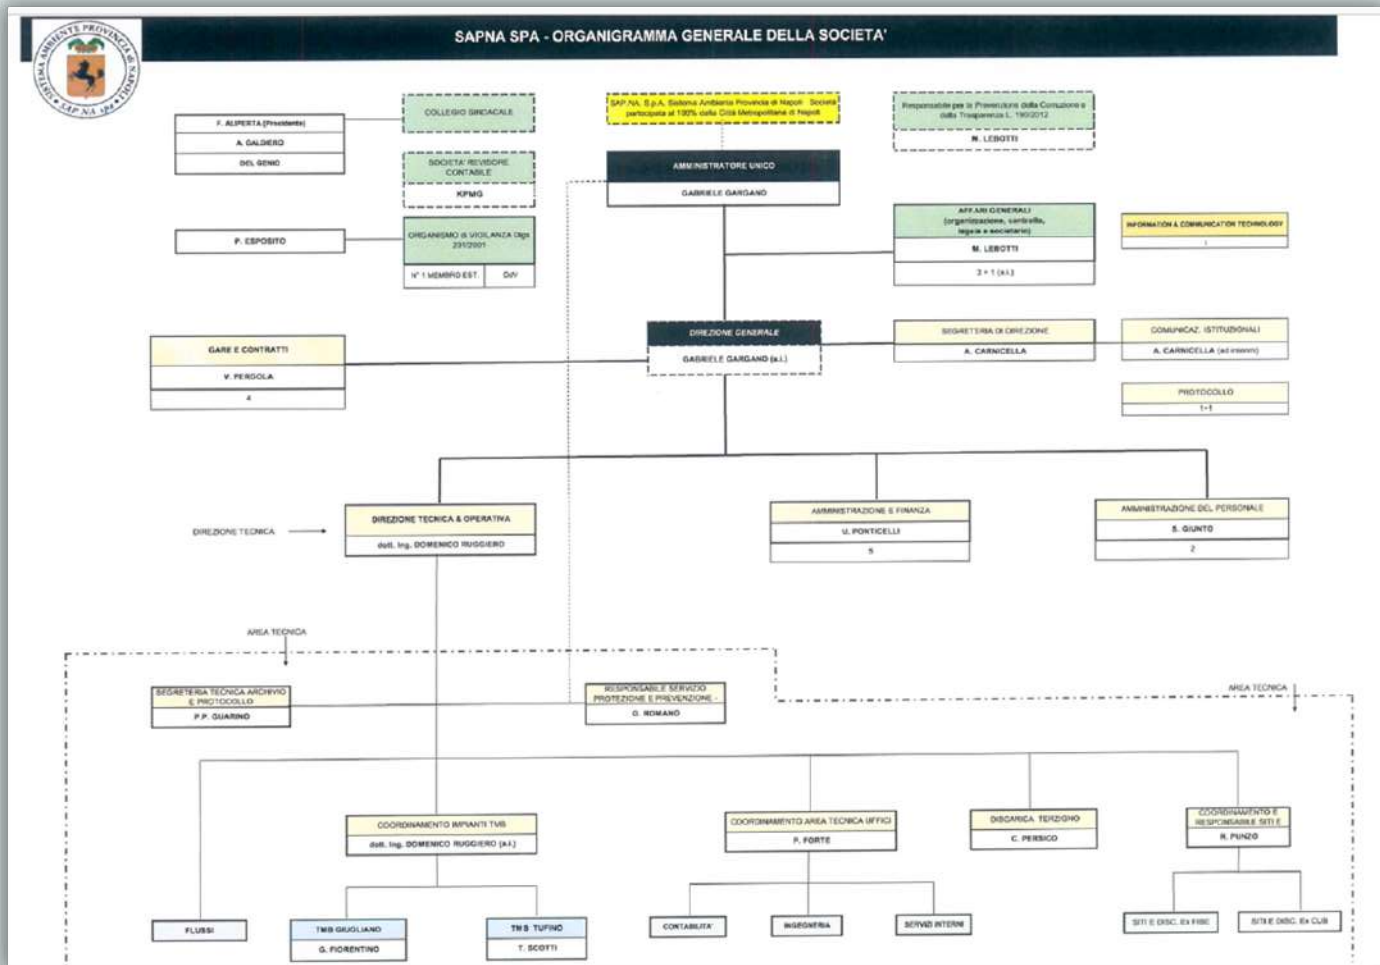 SAPNA SPA - ORGANIGRAMMA GENERALE DELLA SOCIETA'
SISTEMA AMBIENTE PROVINCIA di NAPOLI
SAP.NA spa
F. ALIPERTA (Presidente)
A. GALDIERO
DEL GENIO
COLLEGIO SINDACALE
SOCIETA' REVISORE
CONTABILE
KPMG
P. ESPOSITO
ORGANISMO di VIGILANZA Dlgs
231/2001
N° 1 MEMBRO EST.
OdV
SAP.NA. S.p.A. Sistema Ambiente Provincia di Napoli Società
partecipata al 100% dalla Città Metropolitana di Napoli
AMMINISTRATORE UNICO
GABRIELE GARGANO
Responsabile per la Prevenzione della Corruzione e
della Trasparenza L. 190/2012
N. LEBOTTI
AFFARI GENERALI
(organizzazione, controllo,
legale e societario)
M. LEBOTTI
3 + 1 (a.i.)
INFORMATION & COMMUNICATION TECHNOLOGY
1
DIREZIONE GENERALE
GABRIELE GARGANO (a.i.)
GARE E CONTRATTI
V. PERGOLA
4
SEGRETERIA DI DIREZIONE
A. CARNICELLA
COMUNICAZ. ISTITUZIONALI
A. CARNICELLA (ad interim)
PROTOCOLLO
1+1
DIREZIONE TECNICA
DIREZIONE TECNICA & OPERATIVA
dott. Ing. DOMENICO RUGGIERO
AMMINISTRAZIONE E FINANZA
U. PONTICELLI
5
AMMINISTRAZIONE DEL PERSONALE
S. GIUNTO
2
AREA TECNICA
SEGRETERIA TECNICA ARCHIVIO
E PROTOCOLLO
P.P. GUARINO
RESPONSABILE SERVIZIO
PROTEZIONE E PREVENZIONE -
G. ROMANO
AREA TECNICA
COORDINAMENTO IMPIANTI TMB
dott. Ing. DOMENICO RUGGIERO (a.i.)
COORDINAMENTO AREA TECNICA UFFICI
P. FORTE
DISCARICA TERZIGNO
C. PERSICO
COORDINAMENTO E
RESPONSABILE SITI E
R. PUNZO
FLUSSI
TMB GIUGLIANO
G. FIORENTINO
TMB TUFINO
T. SCOTTI
CONTABILITA'
INGEGNERIA
SERVIZI INTERNI
SITI E DISC. Ex FIBE
SITI E DISC. Ex CUB